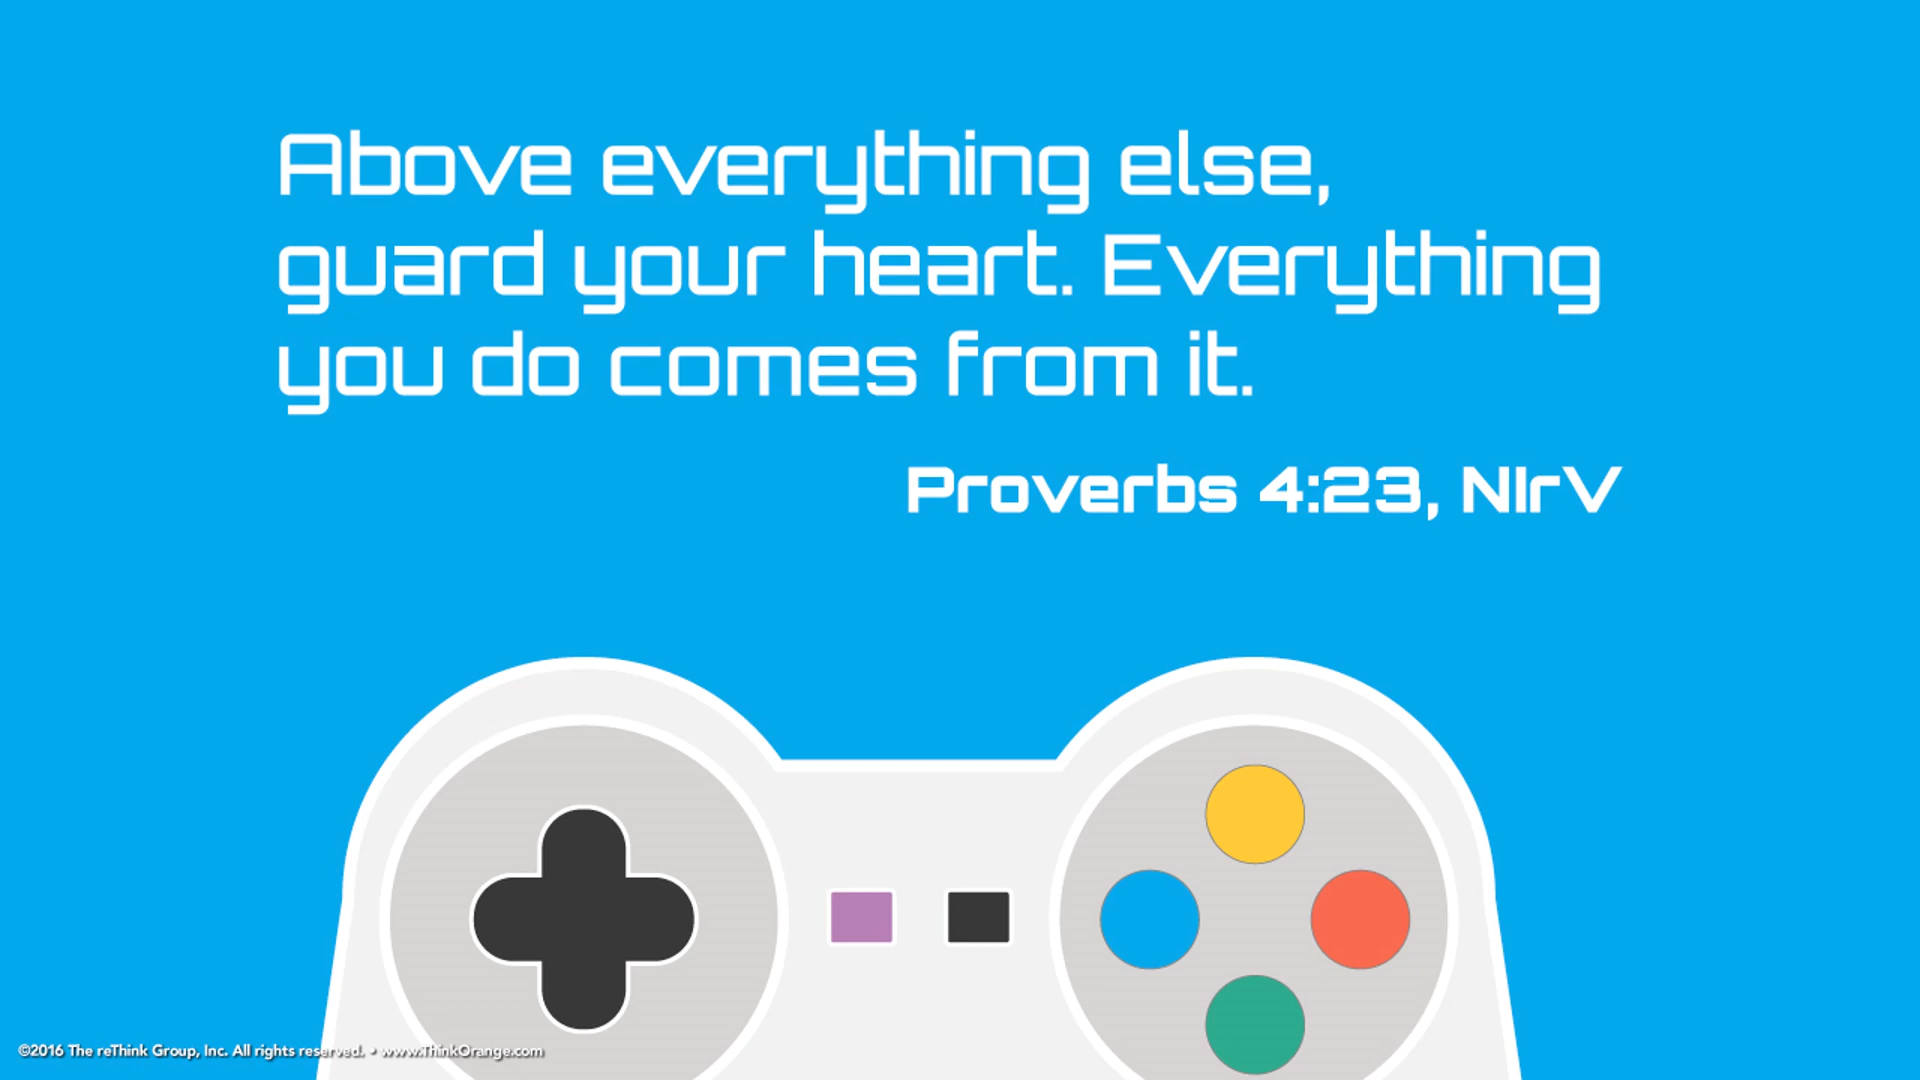 Above everything else,
guard your heart. Everything
you do comes from it.
Proverbs 4:23, NIrV
©2016 The reThink Group, Inc. All rights reserved. • www.ThinkOrange.com